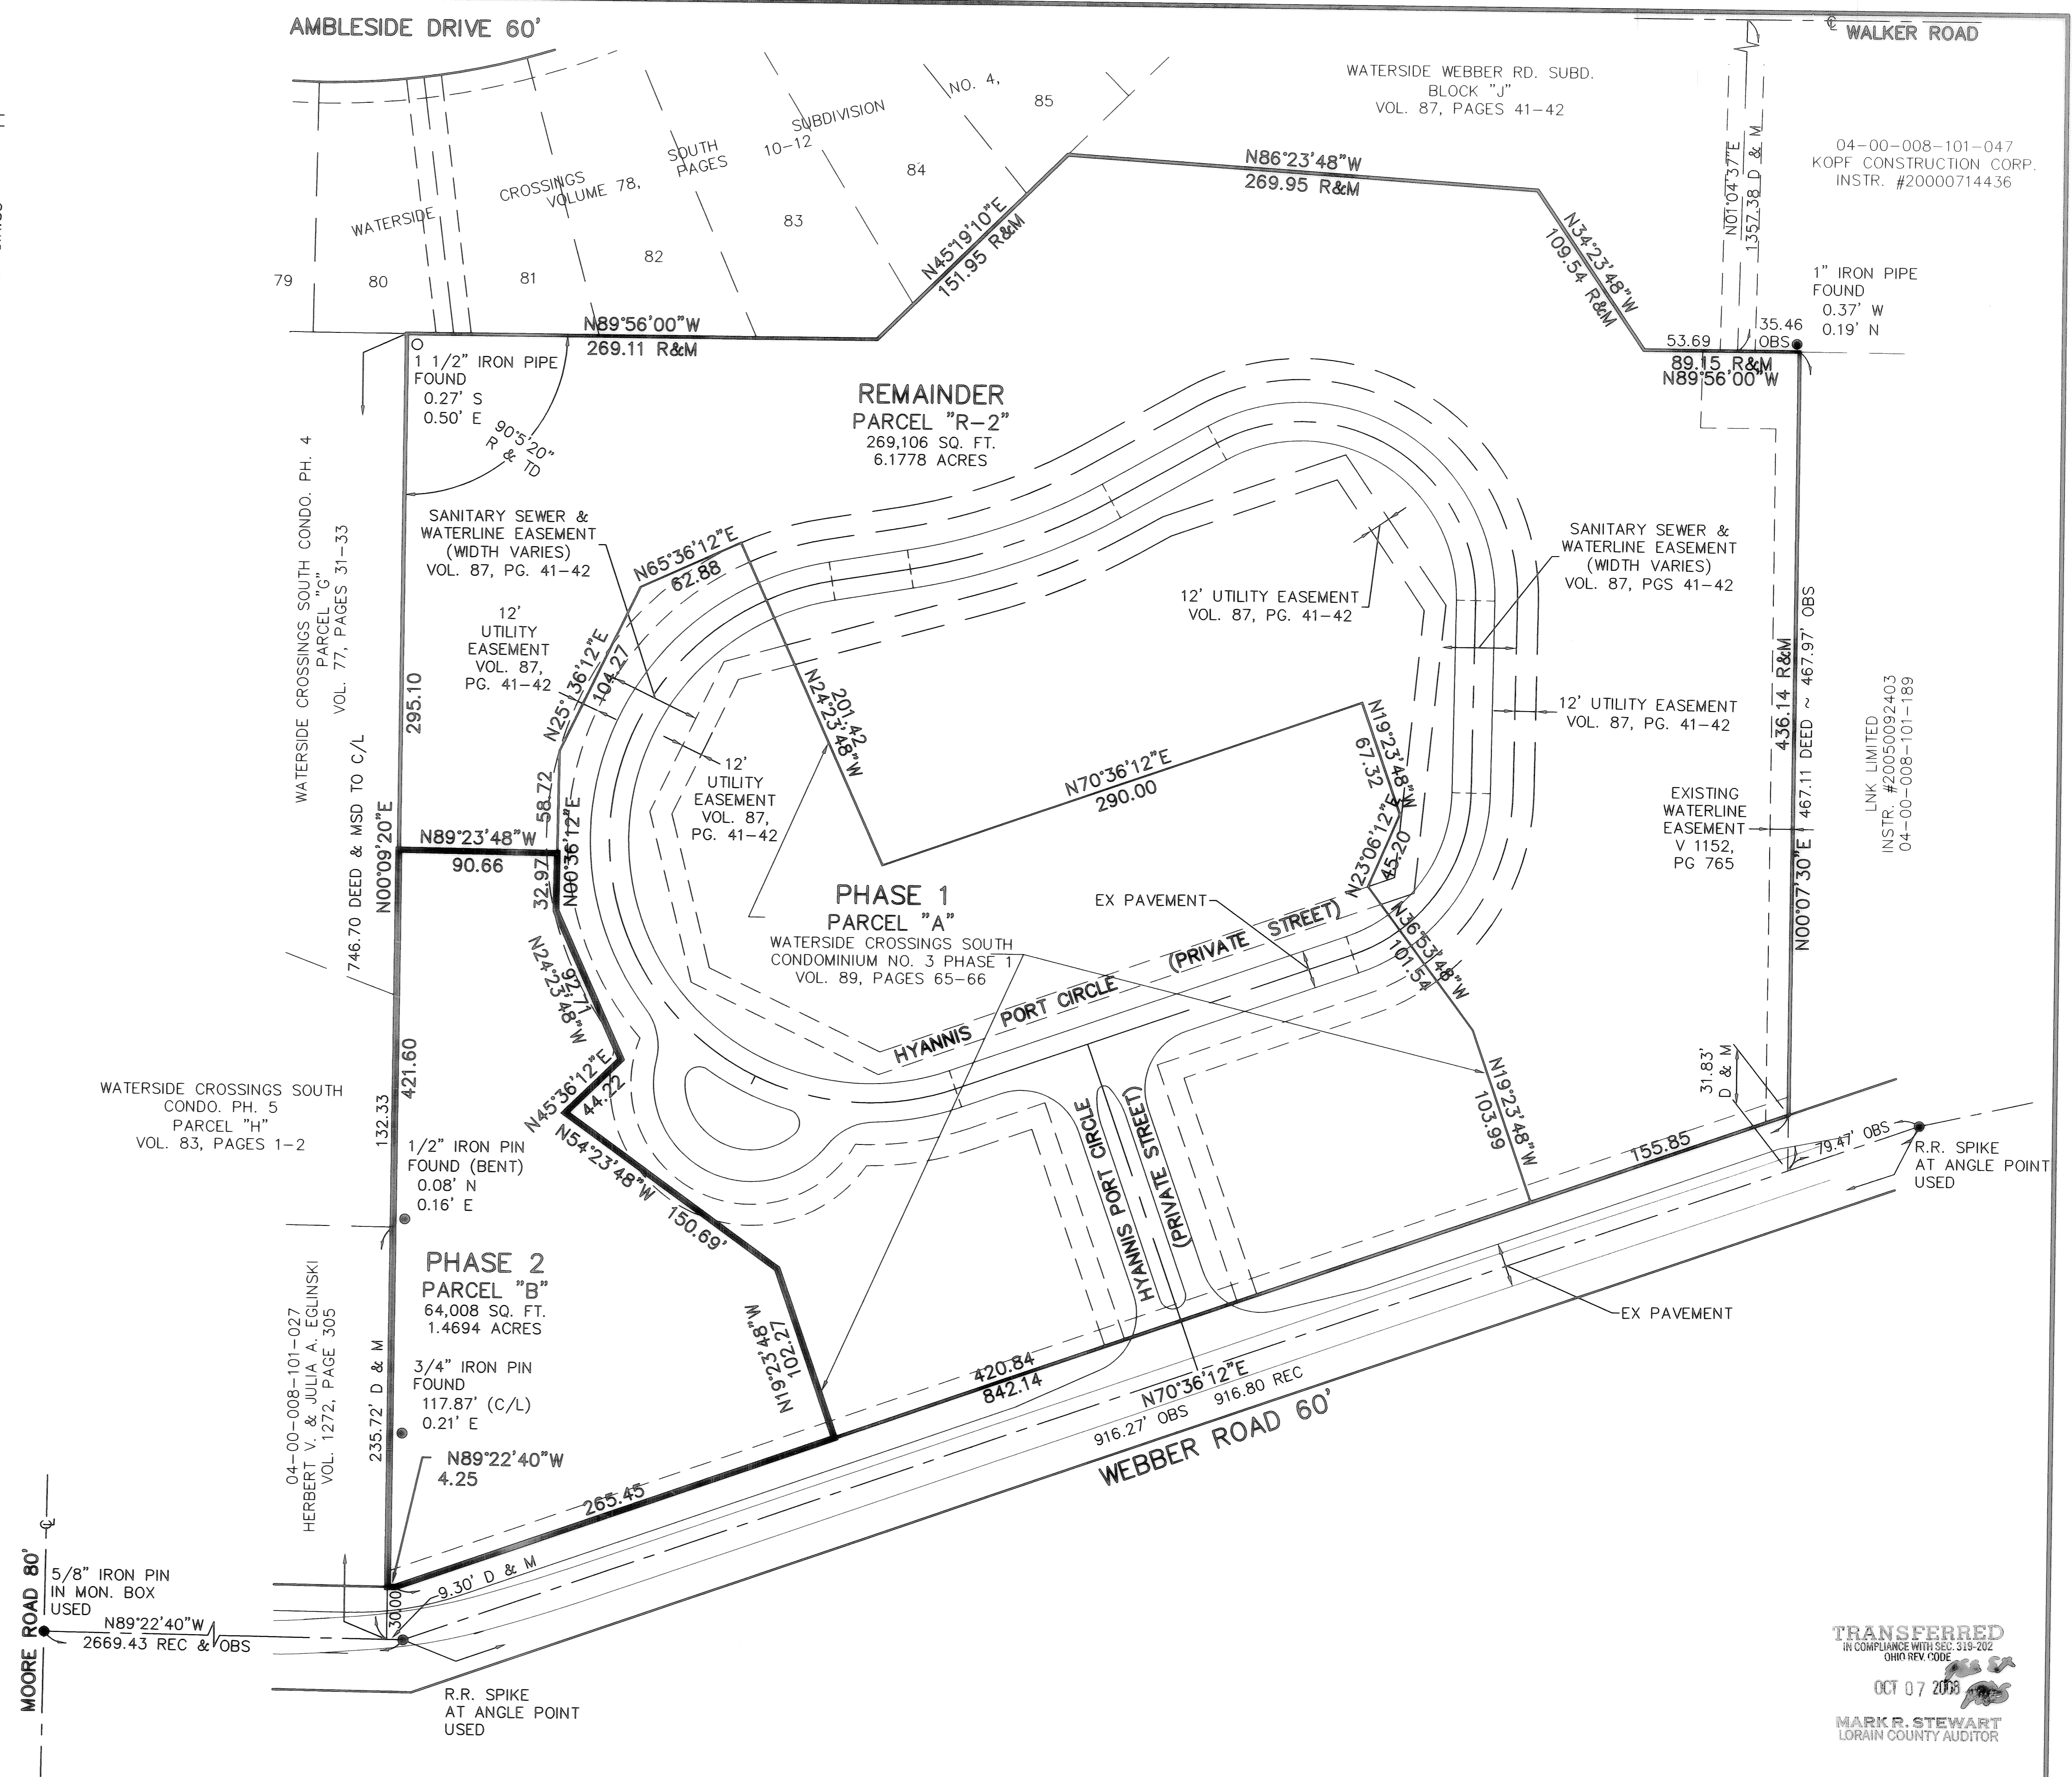 AMBLESIDE DRIVE 60'
℄ WALKER ROAD
WATERSIDE WEBBER RD. SUBD.
BLOCK "J"
VOL. 87, PAGES 41-42
04-00-008-101-047
KOPF CONSTRUCTION CORP.
INSTR. #20000714436
N01°04'37"E
1357.38 D & M
WATERSIDE CROSSINGS SOUTH SUBDIVISION NO. 4,
VOLUME 78, PAGES 10-12
79
80
81
82
83
84
85
N86°23'48"W
269.95 R&M
N45°19'10"E
151.95 R&M
N34°23'48"W
109.54 R&M
1" IRON PIPE
FOUND
0.37' W
0.19' N
N89°56'00"W
269.11 R&M
53.69
35.46
OBS
89.15 R&M
N89°56'00"W
1 1/2" IRON PIPE
FOUND
0.27' S
0.50' E
90°5'20"
R & TD
REMAINDER
PARCEL "R-2"
269,106 SQ. FT.
6.1778 ACRES
WATERSIDE CROSSINGS SOUTH CONDO. PH. 4
PARCEL "G"
VOL. 77, PAGES 31-33
746.70 DEED & MSD TO C/L
295.10
N00°09'20"E
SANITARY SEWER &
WATERLINE EASEMENT
(WIDTH VARIES)
VOL. 87, PG. 41-42
N65°36'12"E
62.88
12'
UTILITY
EASEMENT
VOL. 87,
PG. 41-42
N25°36'12"E
104.27
12'
UTILITY
EASEMENT
VOL. 87,
PG. 41-42
201.42
N24°23'48"W
12' UTILITY EASEMENT
VOL. 87, PG. 41-42
SANITARY SEWER &
WATERLINE EASEMENT
(WIDTH VARIES)
VOL. 87, PGS 41-42
12' UTILITY EASEMENT
VOL. 87, PG. 41-42
N70°36'12"E
290.00
N19°23'48"W
67.32
N23°06'12"E
45.20
436.14 R&M
467.11 DEED ~ 467.97' OBS
N00°07'30"E
LNK LIMITED
INSTR. #20050092403
04-00-008-101-189
EXISTING
WATERLINE
EASEMENT
V 1152,
PG 765
N89°23'48"W
90.66
58.72
32.97
N00°36'12"E
PHASE 1
PARCEL "A"
WATERSIDE CROSSINGS SOUTH
CONDOMINIUM NO. 3 PHASE 1
VOL. 89, PAGES 65-66
EX PAVEMENT
HYANNIS PORT CIRCLE (PRIVATE STREET)
N36°53'48"W
101.54
92.71
N24°23'48"W
N45°36'12"E
44.22
N54°23'48"W
150.69'
421.60
132.33
WATERSIDE CROSSINGS SOUTH
CONDO. PH. 5
PARCEL "H"
VOL. 83, PAGES 1-2
1/2" IRON PIN
FOUND (BENT)
0.08' N
0.16' E
HYANNIS PORT CIRCLE
(PRIVATE STREET)
N19°23'48"W
103.99
31.83'
D & M
155.85
79.47' OBS
R.R. SPIKE
AT ANGLE POINT
USED
PHASE 2
PARCEL "B"
64,008 SQ. FT.
1.4694 ACRES
04-00-008-101-027
HERBERT V. & JULIA A. EGLINSKI
VOL. 1272, PAGE 305
235.72' D & M
3/4" IRON PIN
FOUND
117.87' (C/L)
0.21' E
N89°22'40"W
4.25
N19°23'48"W
102.27
EX PAVEMENT
420.84
842.14
N70°36'12"E
916.27' OBS 916.80 REC
WEBBER ROAD 60'
265.45
9.30' D & M
30.00
℄
MOORE ROAD 80'
5/8" IRON PIN
IN MON. BOX
USED
N89°22'40"W
2669.43 REC & OBS
R.R. SPIKE
AT ANGLE POINT
USED
TRANSFERRED
IN COMPLIANCE WITH SEC. 319-202
OHIO REV. CODE
OCT 07 2008
MARK R. STEWART
LORAIN COUNTY AUDITOR